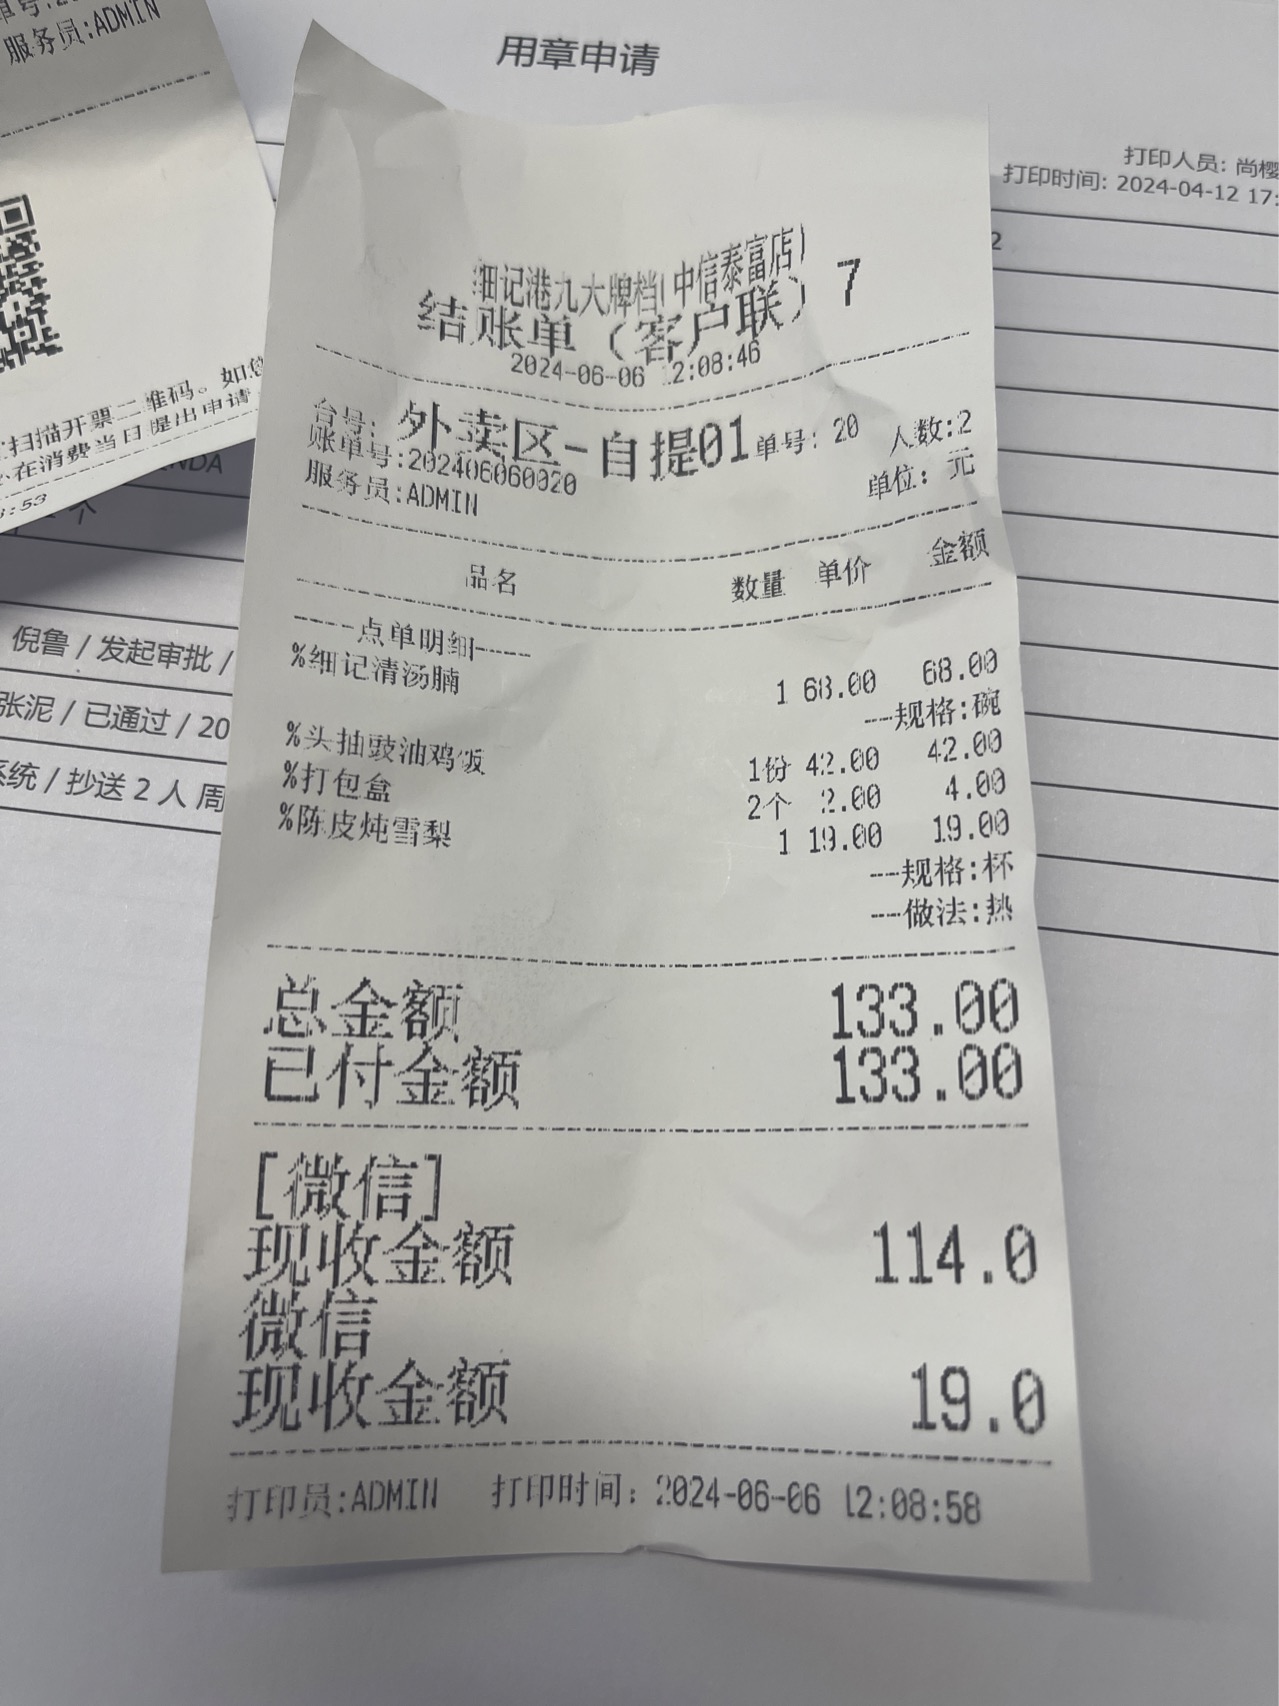 服务员:ADMIN
用章申请
打印人员: 尚樱
打印时间: 2024-04-12 17:
2
细记港九大牌档(中信泰富店)
结账单（客户联）7
2024-06-06 12:08:46
台号: 外卖区-自提01 单号: 20 人数:2
账单号:202406060020 单位: 元
服务员:ADMIN
品名 数量 单价 金额
-----点单明细-----
%细记清汤腩
1 68.00 68.00
---规格:碗
%头抽豉油鸡饭 1份 42.00 42.00
%打包盒 2个 2.00 4.00
%陈皮炖雪梨 1 19.00 19.00
---规格:杯
---做法:热
总金额 133.00
已付金额 133.00
[微信]
现收金额 114.0
微信
现收金额 19.0
打印员:ADMIN 打印时间: 2024-06-06 12:08:58
扫描开票二维码。如您
在消费当日提出申请
:53
个
倪鲁 / 发起审批 /
张泥 / 已通过 / 20
系统 / 抄送 2 人 周